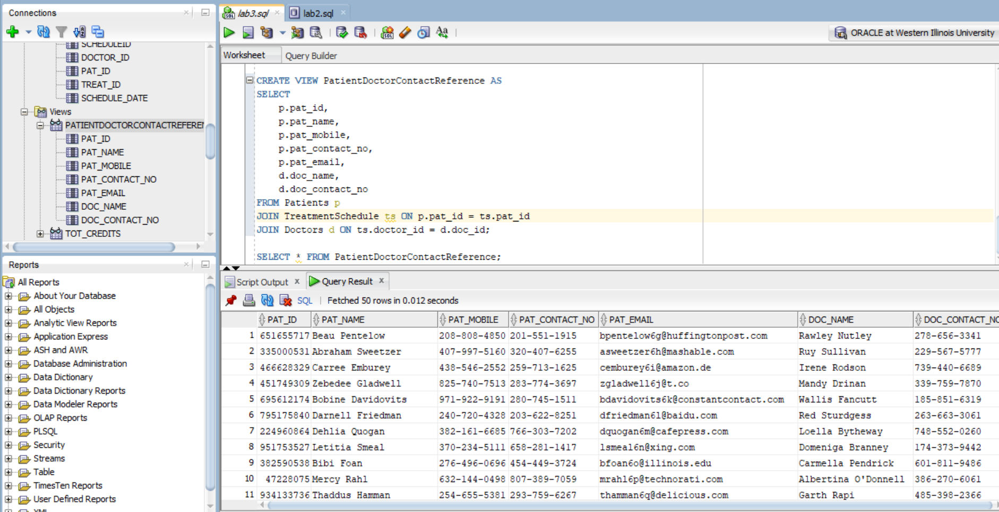 Connections
SCHEDULEID
DOCTOR_ID
PAT_ID
TREAT_ID
SCHEDULE_DATE
Views
PATIENTDOCTORCONTACTREFEREN
PAT_ID
PAT_NAME
PAT_MOBILE
PAT_CONTACT_NO
PAT_EMAIL
DOC_NAME
DOC_CONTACT_NO
TOT_CREDITS
Reports
All Reports
About Your Database
All Objects
Analytic View Reports
Application Express
ASH and AWR
Database Administration
Data Dictionary
Data Dictionary Reports
Data Modeler Reports
OLAP Reports
PLSQL
Security
Streams
Table
TimesTen Reports
User Defined Reports
XML
lab3.sql lab2.sql
ORACLE at Western Illinois University
Worksheet Query Builder
CREATE VIEW PatientDoctorContactReference AS
SELECT
p.pat_id,
p.pat_name,
p.pat_mobile,
p.pat_contact_no,
p.pat_email,
d.doc_name,
d.doc_contact_no
FROM Patients p
JOIN TreatmentSchedule ts ON p.pat_id = ts.pat_id
JOIN Doctors d ON ts.doctor_id = d.doc_id;
SELECT * FROM PatientDoctorContactReference;
Script Output x Query Result x
SQL | Fetched 50 rows in 0.012 seconds
PAT_ID PAT_NAME PAT_MOBILE PAT_CONTACT_NO PAT_EMAIL DOC_NAME DOC_CONTACT_NO
1 651655717 Beau Pentelow 208-808-4850 201-551-1915 bpentelow6g@huffingtonpost.com Rawley Nutley 278-656-3341
2 335000531 Abraham Sweetzer 407-997-5160 320-407-6255 asweetzer6h@mashable.com Ruy Sullivan 229-567-5777
3 466628329 Carree Emburey 438-546-2552 259-713-1625 cemburey6i@amazon.de Irene Rodson 739-440-6689
4 451749309 Zebedee Gladwell 825-740-7513 283-774-3697 zgladwell6j@t.co Mandy Drinan 339-759-7870
5 695612174 Bobine Davidovits 971-922-9191 280-745-1511 bdavidovits6k@constantcontact.com Wallis Fancutt 185-851-6319
6 795175840 Darnell Friedman 240-720-4328 203-622-8251 dfriedman6l@baidu.com Red Sturdgess 263-663-3061
7 224960864 Dehlia Quogan 382-161-6685 766-303-7202 dquogan6m@cafepress.com Loella Bytheway 748-552-0260
8 951753527 Letitia Smeal 370-234-5111 658-281-1417 lsmeal6n@xing.com Domeniga Branney 174-373-9442
9 382590538 Bibi Foan 276-496-0696 454-449-3724 bfoan6o@illinois.edu Carmella Pendrick 601-811-9486
10 47228075 Mercy Rahl 632-144-0498 807-389-7059 mrahl6p@technorati.com Albertina O'Donnell 386-270-6061
11 934133736 Thaddus Hamman 254-655-5381 293-759-6267 thamman6q@delicious.com Garth Rapi 485-398-2366